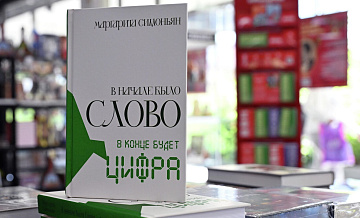 МАРГАРИТА СИМОНЬЯН
В НАЧАЛЕ БЫЛО
СЛОВО
В КОНЦЕ БУДЕТ
ЦИФРА